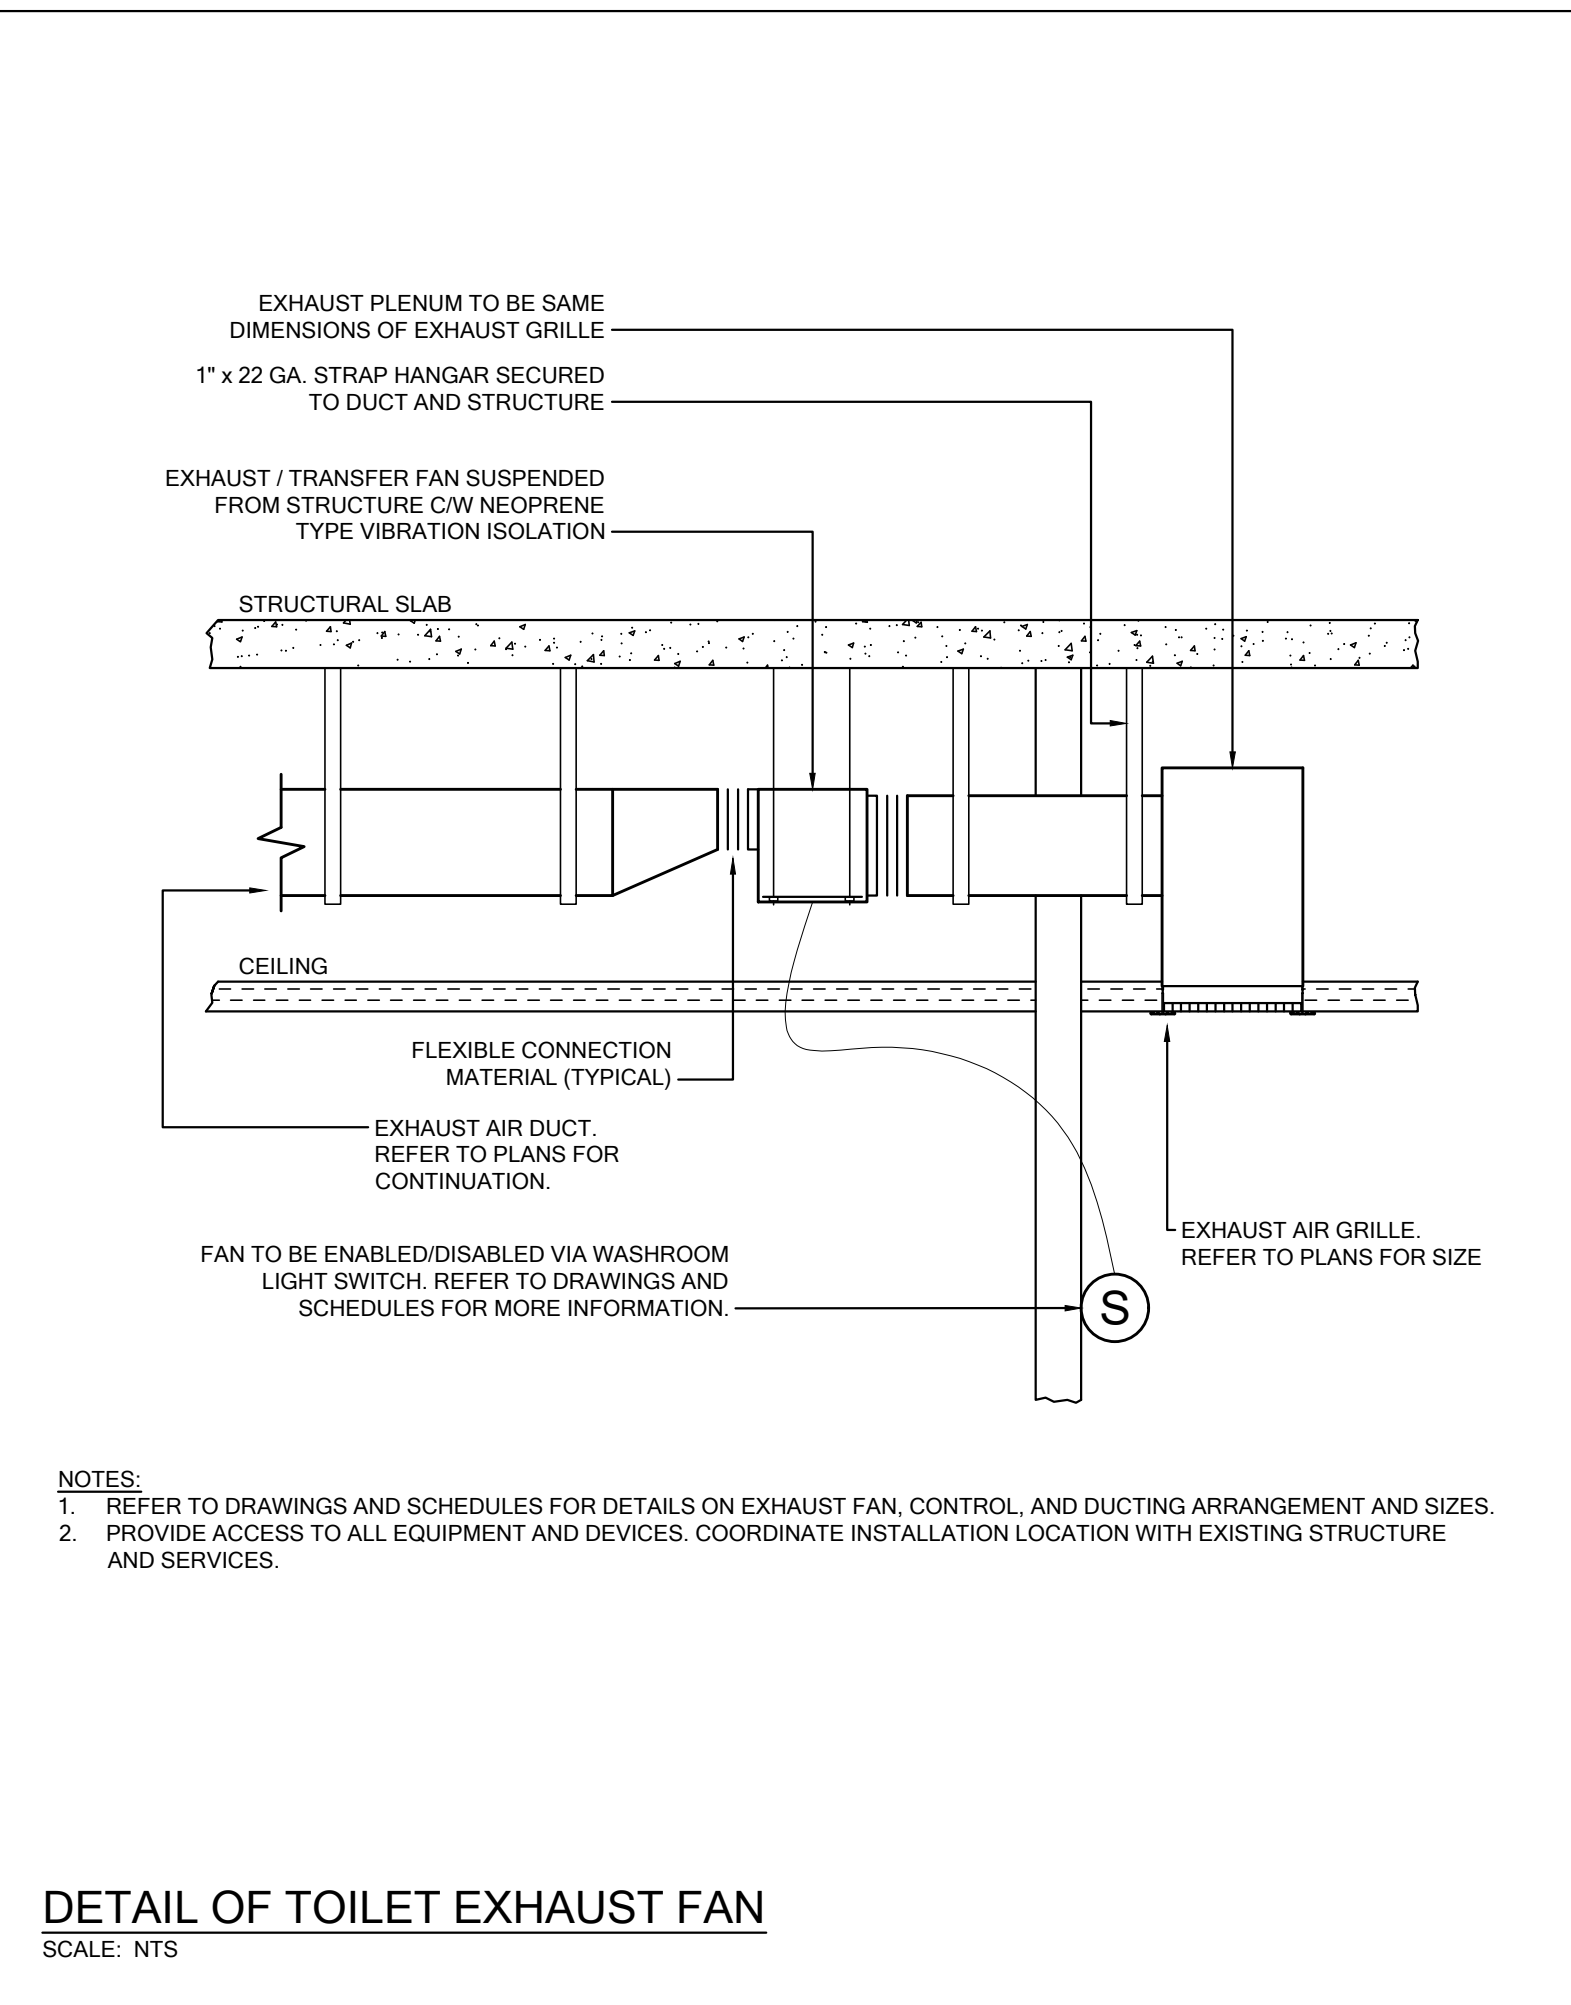 EXHAUST PLENUM TO BE SAME
DIMENSIONS OF EXHAUST GRILLE
1" x 22 GA. STRAP HANGAR SECURED
TO DUCT AND STRUCTURE
EXHAUST / TRANSFER FAN SUSPENDED
FROM STRUCTURE C/W NEOPRENE
TYPE VIBRATION ISOLATION
STRUCTURAL SLAB
CEILING
FLEXIBLE CONNECTION
MATERIAL (TYPICAL)
EXHAUST AIR DUCT.
REFER TO PLANS FOR
CONTINUATION.
EXHAUST AIR GRILLE.
REFER TO PLANS FOR SIZE
FAN TO BE ENABLED/DISABLED VIA WASHROOM
LIGHT SWITCH. REFER TO DRAWINGS AND
SCHEDULES FOR MORE INFORMATION.
S
NOTES:
1. REFER TO DRAWINGS AND SCHEDULES FOR DETAILS ON EXHAUST FAN, CONTROL, AND DUCTING ARRANGEMENT AND SIZES.
2. PROVIDE ACCESS TO ALL EQUIPMENT AND DEVICES. COORDINATE INSTALLATION LOCATION WITH EXISTING STRUCTURE
AND SERVICES.
DETAIL OF TOILET EXHAUST FAN
SCALE: NTS